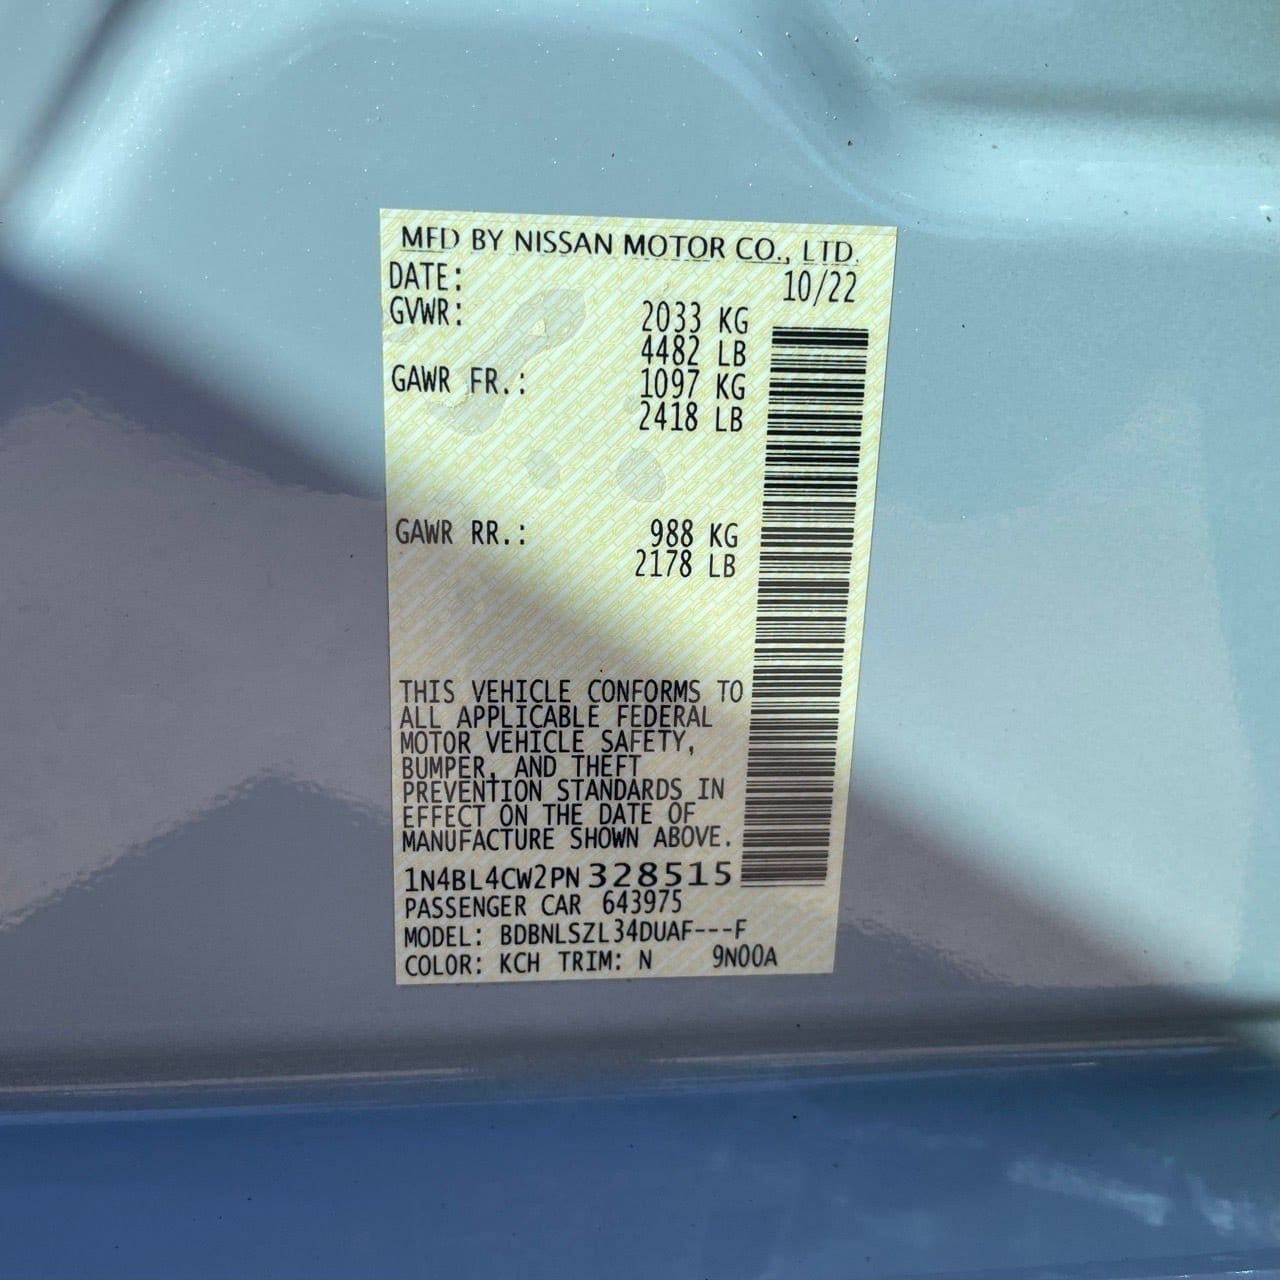 MFD BY NISSAN MOTOR CO., LTD.
DATE: 10/22
GVWR: 2033 KG
4482 LB
GAWR FR.: 1097 KG
2418 LB
GAWR RR.: 988 KG
2178 LB
THIS VEHICLE CONFORMS TO
ALL APPLICABLE FEDERAL
MOTOR VEHICLE SAFETY,
BUMPER, AND THEFT
PREVENTION STANDARDS IN
EFFECT ON THE DATE OF
MANUFACTURE SHOWN ABOVE.
1N4BL4CW2PN328515
PASSENGER CAR 643975
MODEL: BDBNLSZL34DUAF---F
COLOR: KCH TRIM: N 9N00A